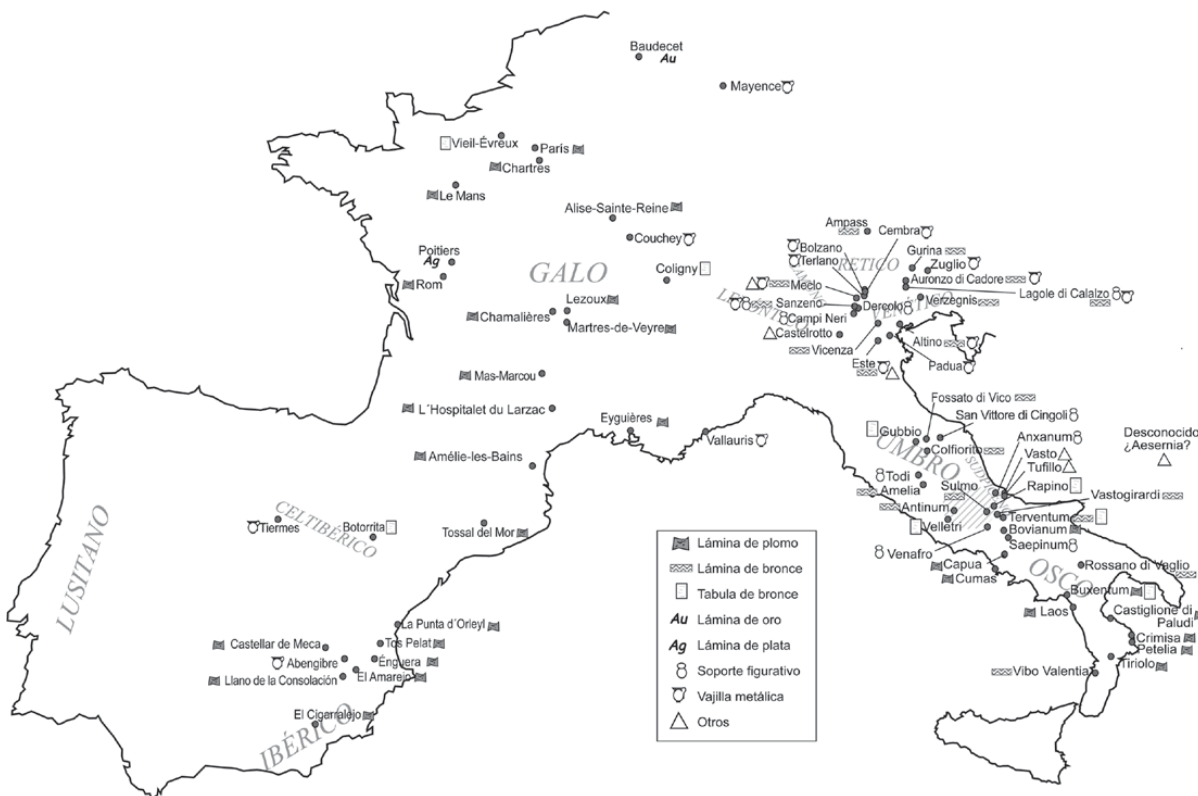 Baudecet
Au
Mayence
Vieil-Évreux
París
Chartres
Le Mans
Alise-Sainte-Reine
Couchey
Poitiers
Ag
Rom
GALO
Coligny
Lezoux
Chamalières
Martres-de-Veyre
Mas-Marcou
L´Hospitalet du Larzac
Eyguières
Vallauris
Amélie-les-Bains
Ampass
Cembra
Bolzano
Terlano
RETICO
Gurina
Zuglio
Auronzo di Cadore
Lagole di Calalzo
Meclo
Sanzeno
Dercolo
VENÉTICO
Verzegnis
LEPÓNTICO
Campi Neri
Castelrotto
Vicenza
Altino
Este
Padua
Fossato di Vico
San Vittore di Cingoli
Gubbio
Colfiorito
UMBRO
Anxanum
Vasto
Tufillo
Rapino
Desconocido
¿Aesernia?
Todi
Amelia
Sulmo
Vastogirardi
Antinum
Velletri
Terventum
Bovianum
Saepinum
Venafro
Capua
Cumas
OSCO
Rossano di Vaglio
Buxentum
Laos
Castiglione di
Paludi
Crimisa
Petelia
Tiriolo
Vibo Valentia
Tiermes
CELTIBÉRICO
Botorrita
Tossal del Mor
LUSITANO
La Punta d´Orleyl
Castellar de Meca
Tos Pelat
Abengibre
Énguera
Llano de la Consolación
El Amarejo
El Cigarralejo
IBÉRICO
Lámina de plomo
Lámina de bronce
Tabula de bronce
Au Lámina de oro
Ag Lámina de plata
Soporte figurativo
Vajilla metálica
Otros